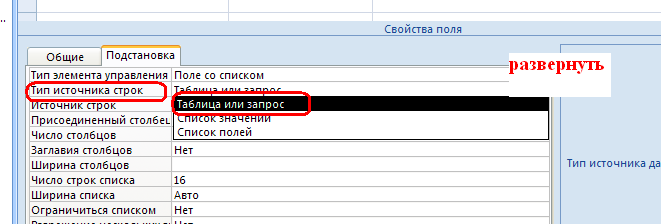 ..
Свойства поля
Общие Подстановка
развернуть
Тип элемента управления Поле со списком
Тип источника строк Таблица или запрос
Источник строк Таблица или запрос
Присоединенный столбец Список значений
Число столбцов Список полей
Заглавия столбцов Нет
Тип источника да
Ширина столбцов
Число строк списка 16
Ширина списка Авто
Ограничиться списком Нет